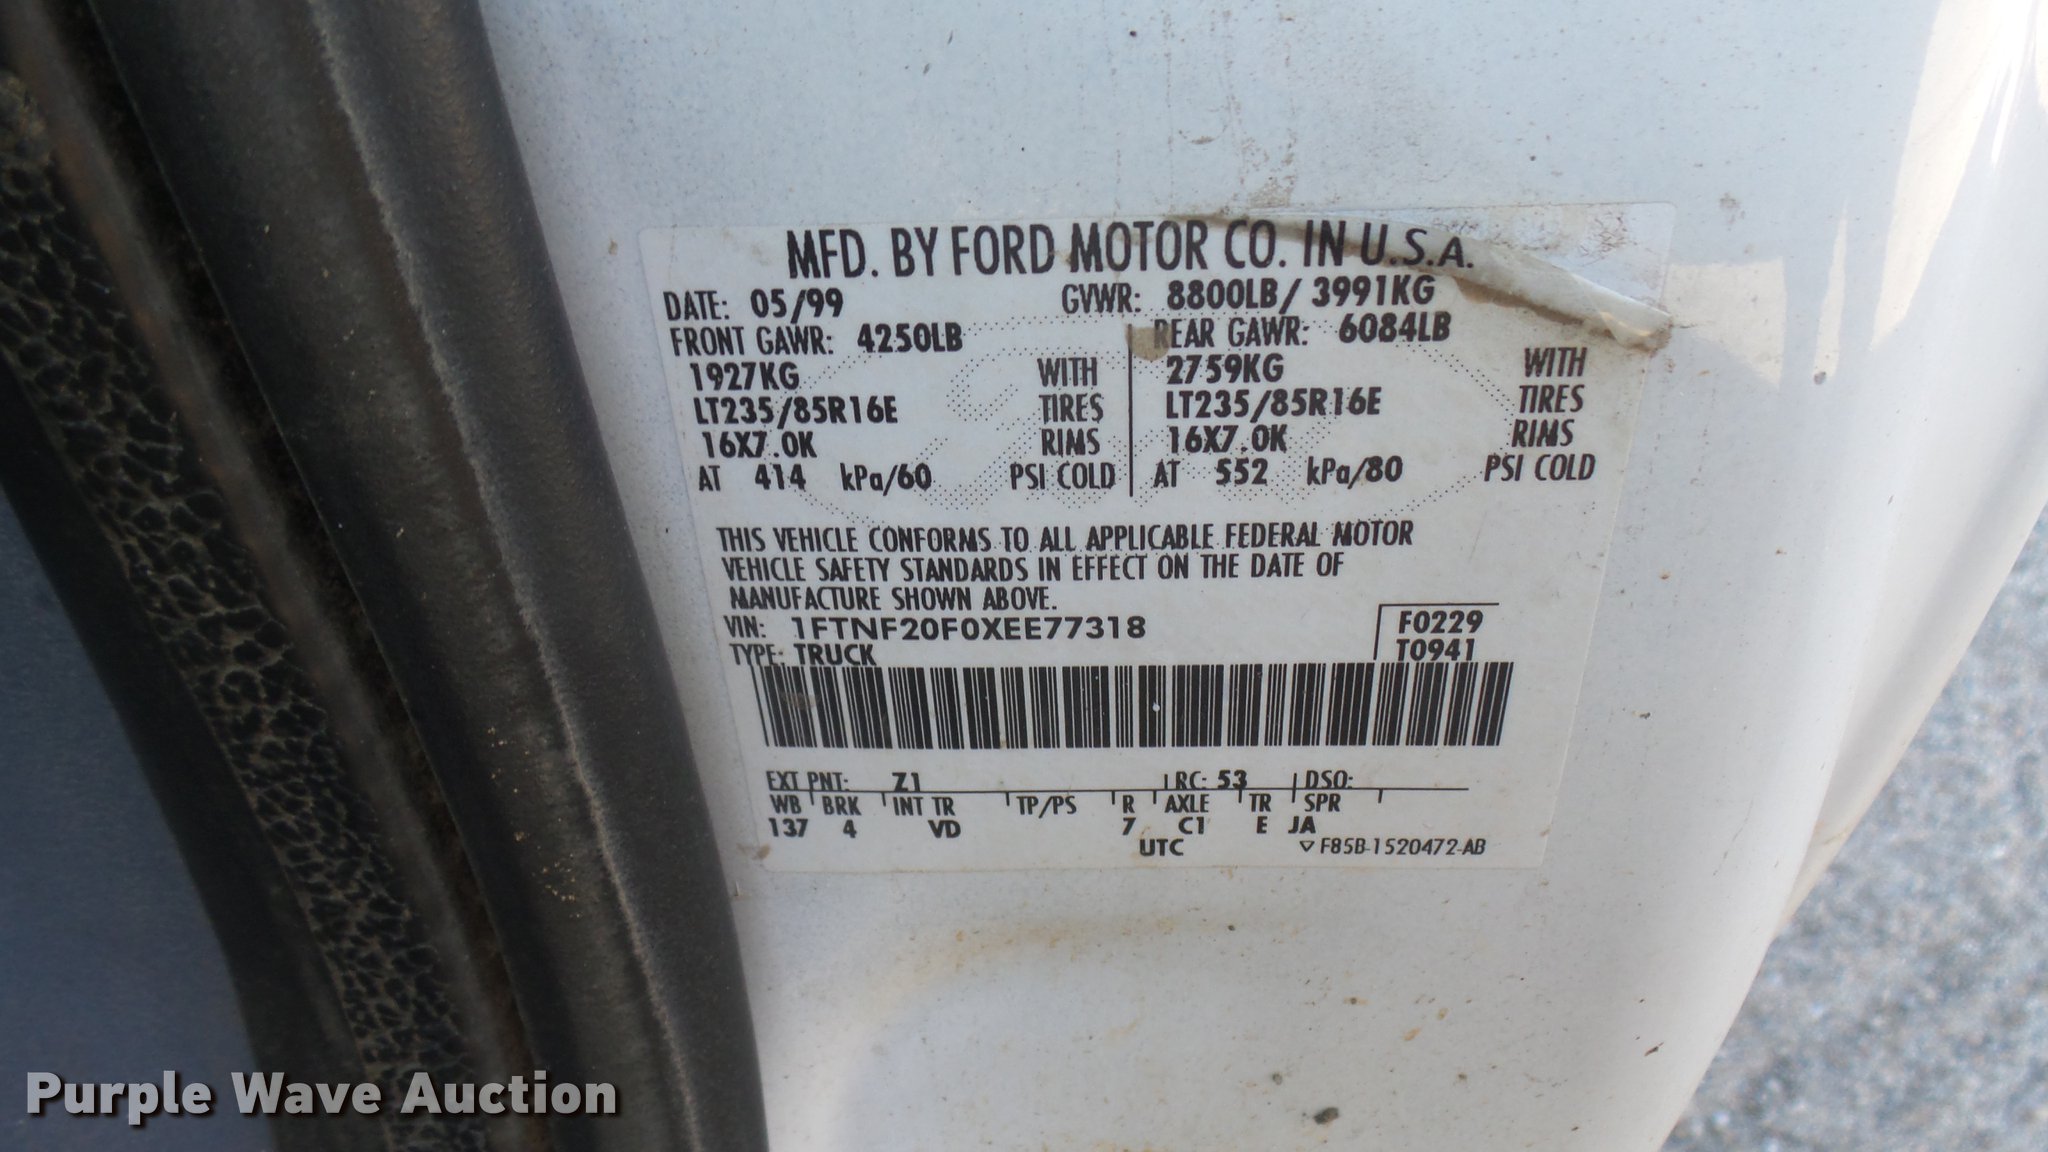 MFD. BY FORD MOTOR CO. IN U.S.A.
DATE: 05/99 GVWR: 8800LB/ 3991KG
FRONT GAWR: 4250LB REAR GAWR: 6084LB
1927KG WITH 2759KG WITH
LT235/85R16E TIRES LT235/85R16E TIRES
16X7.0K RIMS 16X7.0K RIMS
AT 414 kPa/60 PSI COLD AT 552 kPa/80 PSI COLD
THIS VEHICLE CONFORMS TO ALL APPLICABLE FEDERAL MOTOR
VEHICLE SAFETY STANDARDS IN EFFECT ON THE DATE OF
MANUFACTURE SHOWN ABOVE.
VIN: 1FTNF20F0XEE77318 F0229
TYPE: TRUCK T0941
EXT PNT: Z1 RC: 53 DSO:
WB BRK INT TR TP/PS R AXLE TR SPR
137 4 VD 7 C1 E JA
UTC ▽ F85B-1520472-AB
Purple Wave Auction